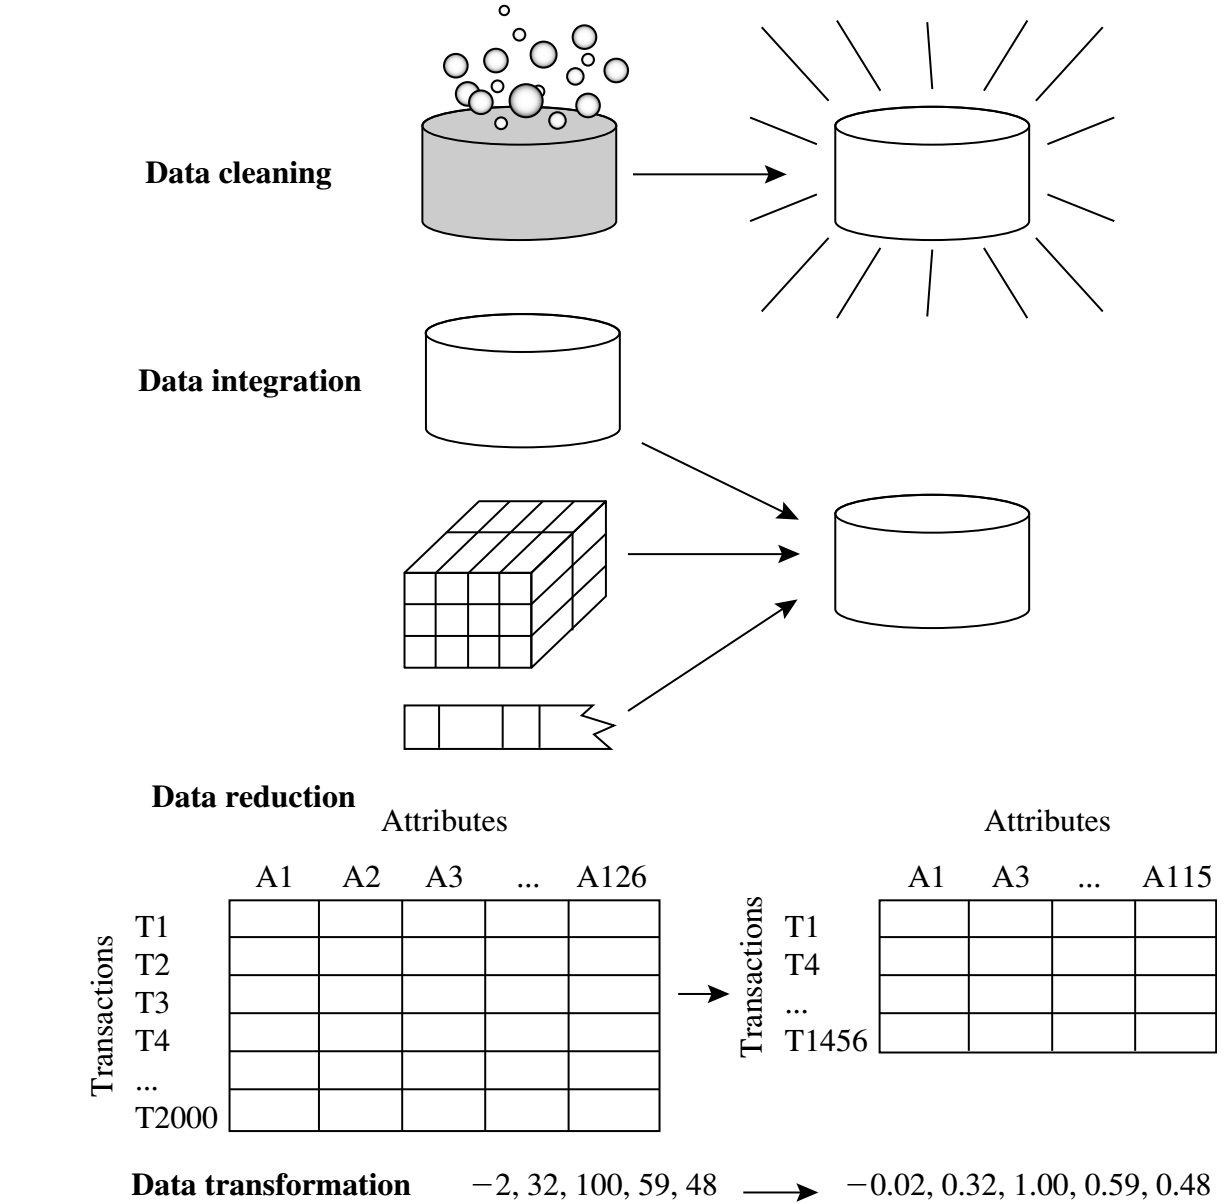 Data cleaning
Data integration
Data reduction
Attributes
A1 A2 A3 ... A126
Transactions
T1
T2
T3
T4
...
T2000
Attributes
A1 A3 ... A115
Transactions
T1
T4
...
T1456
Data transformation −2, 32, 100, 59, 48 −0.02, 0.32, 1.00, 0.59, 0.48